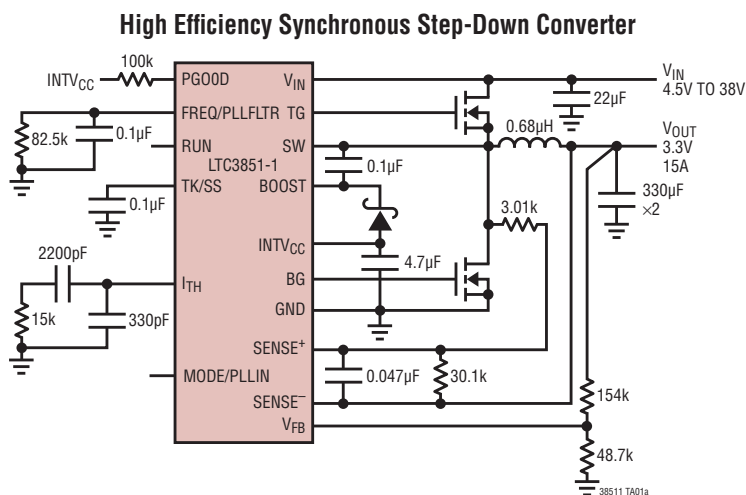 High Efficiency Synchronous Step-Down Converter
100k
INTVCC
PGO0D
VIN
VIN
4.5V TO 38V
FREQ/PLLFLTR
TG
22µF
82.5k
0.1µF
0.68µH
RUN
SW
VOUT
3.3V
15A
LTC3851-1
0.1µF
TK/SS
BOOST
330µF
×2
0.1µF
3.01k
INTVCC
2200pF
4.7µF
ITH
BG
15k
330pF
GND
SENSE+
MODE/PLLIN
0.047µF
30.1k
154k
SENSE–
VFB
48.7k
38511 TA01a